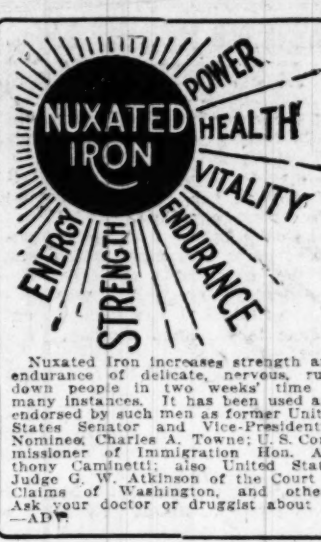 NUXATED
IRON
POWER
HEALTH
VITALITY
ENDURANCE
STRENGTH
ENERGY
Nuxated Iron increases strength a
endurance of delicate, nervous, ru
down people in two weeks' time
many instances. It has been used a
endorsed by such men as former Unit
States Senator and Vice-President
Nominee, Charles A. Towne; U. S. Com
missioner of Immigration Hon. A
thony Caminetti; also United Stat
Judge G. W. Atkinson of the Court
Claims of Washington, and othe
Ask your doctor or druggist about
—ADV.